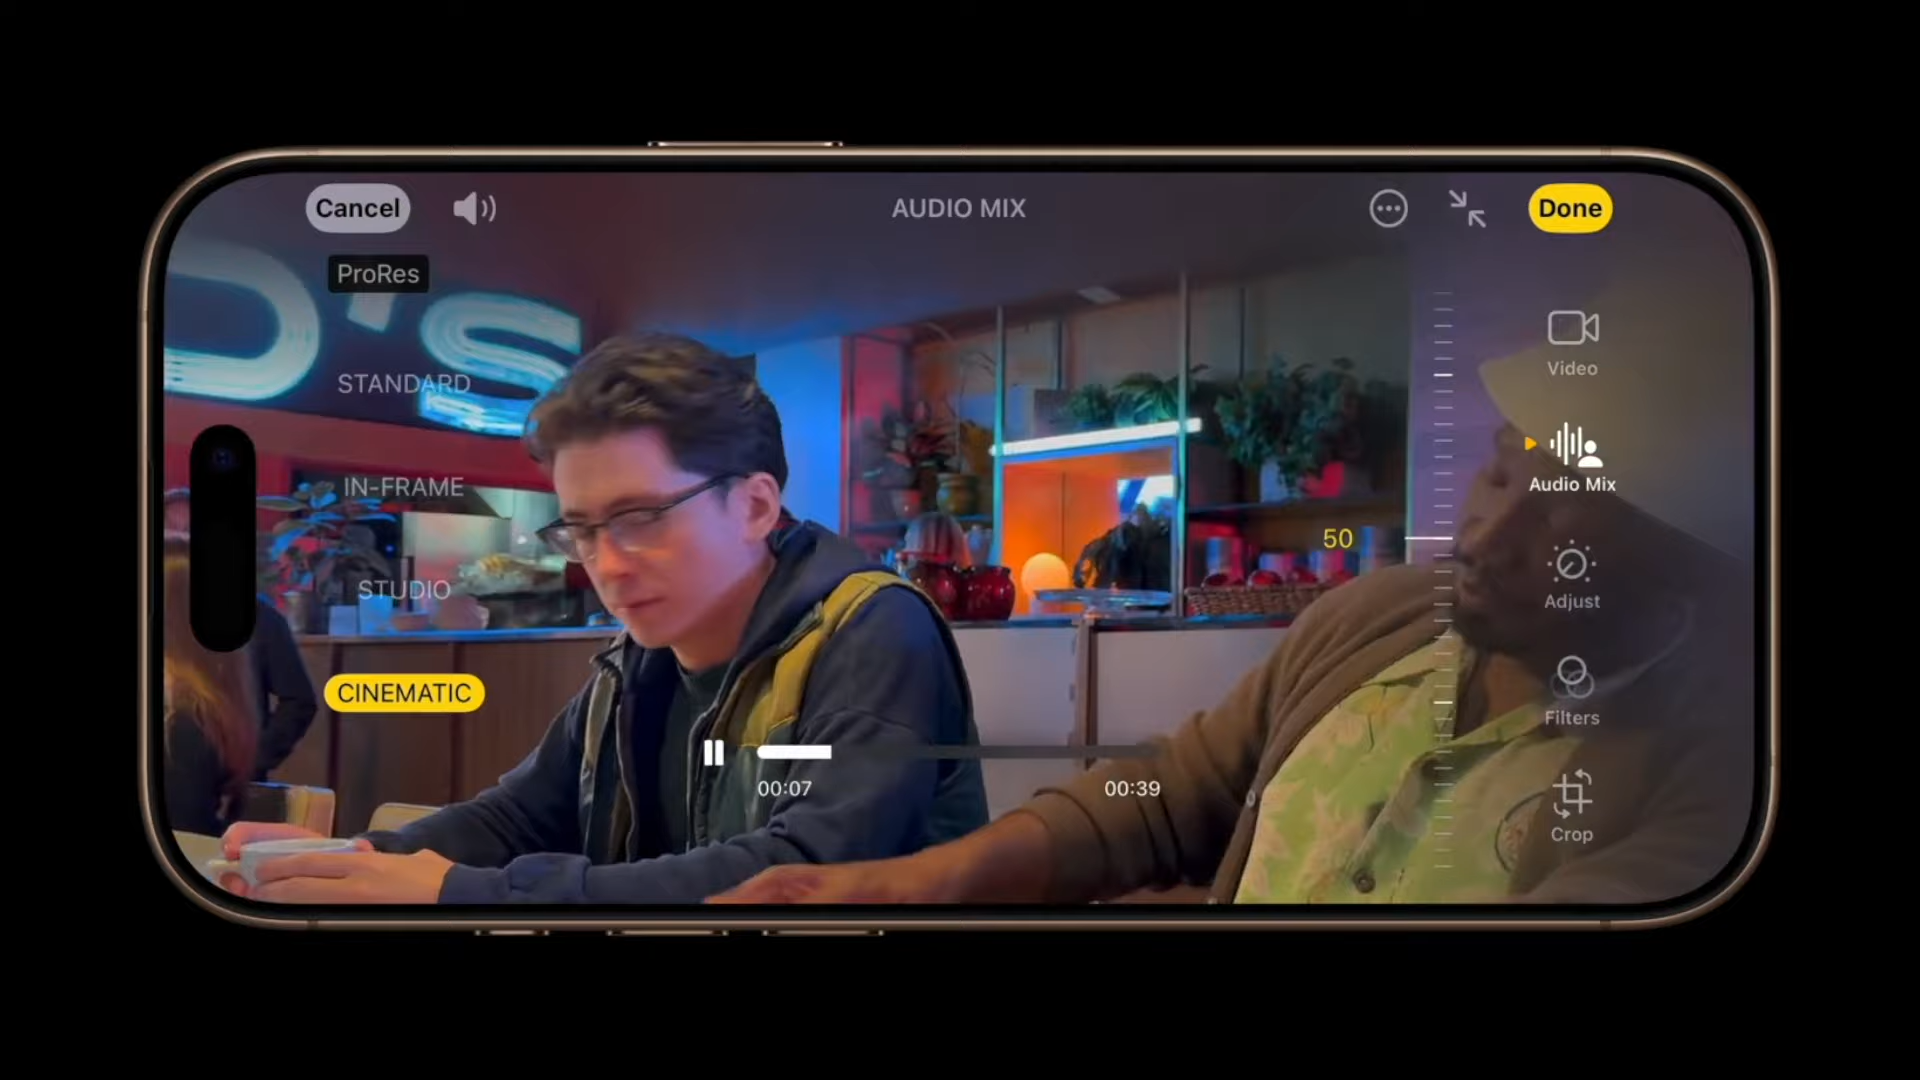 Cancel
AUDIO MIX
Done
ProRes
STANDARD
IN-FRAME
STUDIO
CINEMATIC
50
00:07
00:39
Video
Audio Mix
Adjust
Filters
Crop
'S